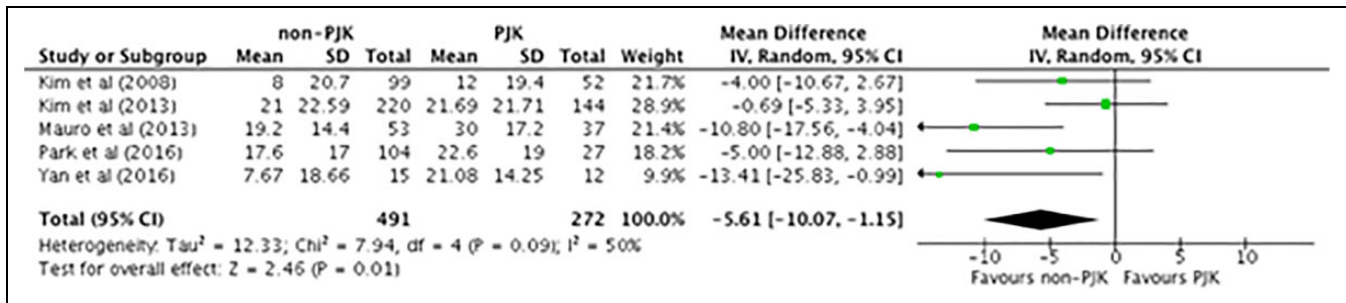 non-PJK PJK Mean Difference Mean Difference
Study or Subgroup Mean SD Total Mean SD Total Weight IV, Random, 95% CI IV, Random, 95% CI
Kim et al (2008) 8 20.7 99 12 19.4 52 21.7% -4.00 [-10.67, 2.67]
Kim et al (2013) 21 22.59 220 21.69 21.71 144 28.9% -0.69 [-5.33, 3.95]
Mauro et al (2013) 19.2 14.4 53 30 17.2 37 21.4% -10.80 [-17.56, -4.04]
Park et al (2016) 17.6 17 104 22.6 19 27 18.2% -5.00 [-12.88, 2.88]
Yan et al (2016) 7.67 18.66 15 21.08 14.25 12 9.9% -13.41 [-25.83, -0.99]
Total (95% CI) 491 272 100.0% -5.61 [-10.07, -1.15]
Heterogeneity: Tau² = 12.33; Chi² = 7.94, df = 4 (P = 0.09); I² = 50%
Test for overall effect: Z = 2.46 (P = 0.01)
-10 -5 0 5 10
Favours non-PJK Favours PJK